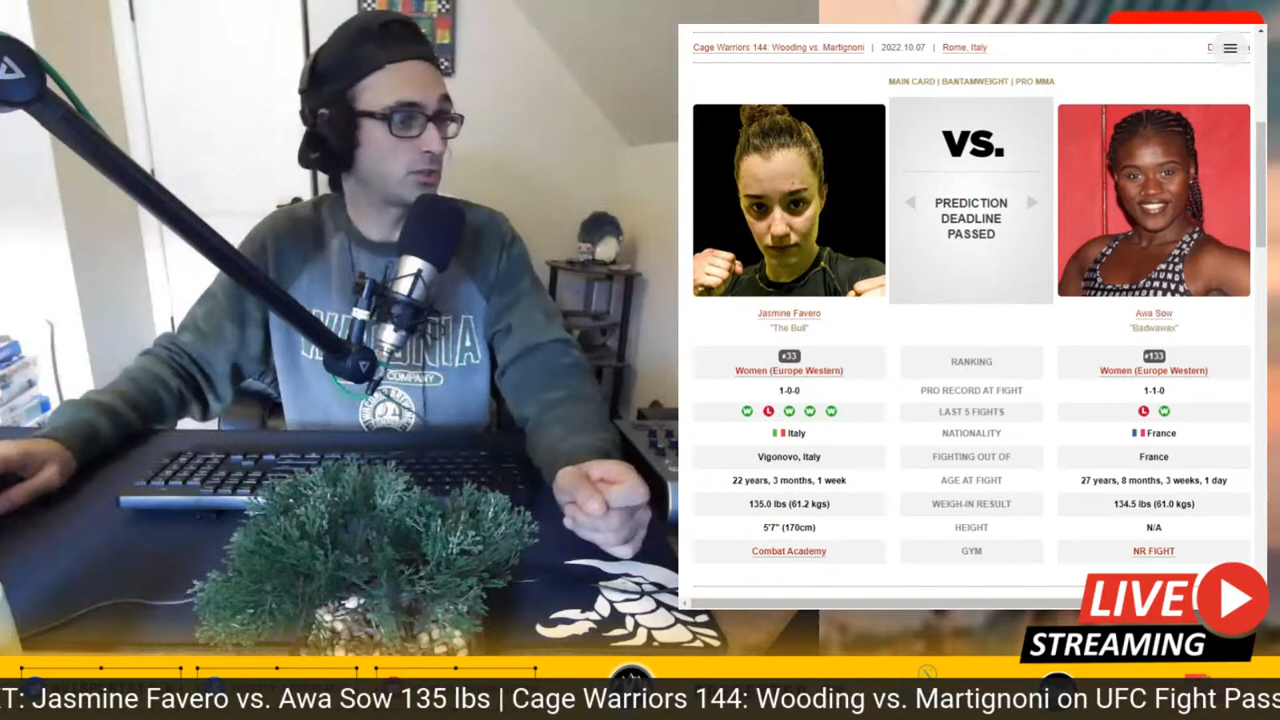 Cage Warriors 144: Wooding vs. Martignoni | 2022.10.07 | Rome, Italy
MAIN CARD | BANTAMWEIGHT | PRO MMA
VS.
PREDICTION
DEADLINE
PASSED
Jasmine Favero
"The Bull"
Awa Sow
"Badwawax"
#33 RANKING #133
Women (Europe Western) Women (Europe Western)
1-0-0 PRO RECORD AT FIGHT 1-1-0
W L W W W LAST 5 FIGHTS L W
Italy NATIONALITY France
Vigonovo, Italy FIGHTING OUT OF France
22 years, 3 months, 1 week AGE AT FIGHT 27 years, 8 months, 3 weeks, 1 day
135.0 lbs (61.2 kgs) WEIGH-IN RESULT 134.5 lbs (61.0 kgs)
5'7" (170cm) HEIGHT N/A
Combat Academy GYM NR FIGHT
COMPANY
LIVE
STREAMING
T: Jasmine Favero vs. Awa Sow 135 lbs | Cage Warriors 144: Wooding vs. Martignoni on UFC Fight Pass